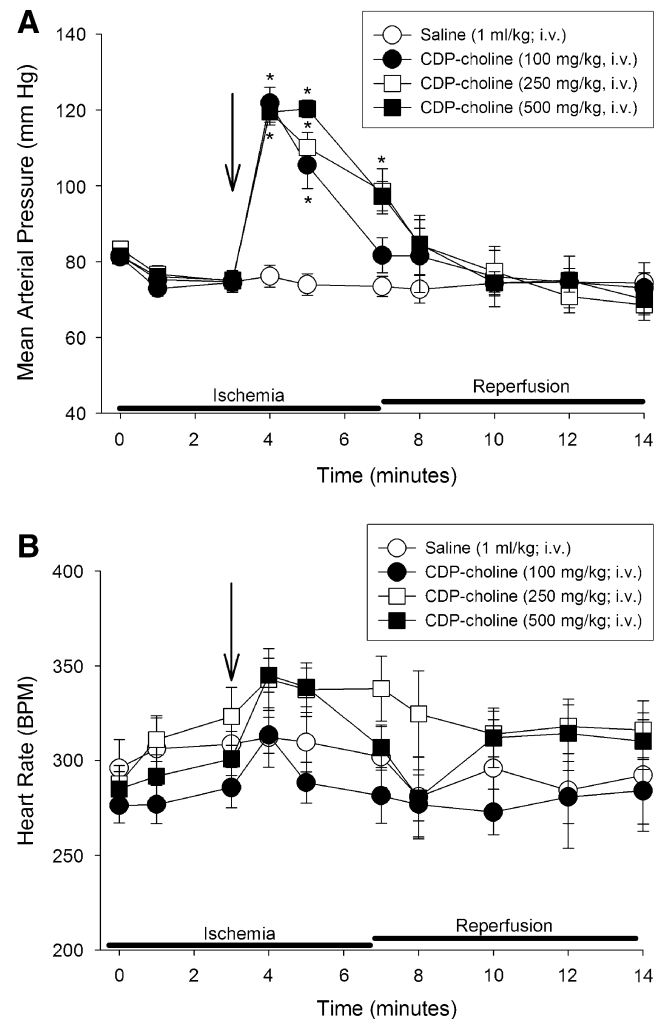 A
Saline (1 ml/kg; i.v.)
CDP-choline (100 mg/kg, i.v.)
CDP-choline (250 mg/kg, i.v.)
CDP-choline (500 mg/kg, i.v.)
Mean Arterial Pressure (mm Hg)
140
120
100
80
60
40
* * * * * *
Ischemia
Reperfusion
0 2 4 6 8 10 12 14
Time (minutes)
B
Saline (1 ml/kg; i.v.)
CDP-choline (100 mg/kg; i.v.)
CDP-choline (250 mg/kg; i.v.)
CDP-choline (500 mg/kg; i.v.)
Heart Rate (BPM)
400
350
300
250
200
Ischemia
Reperfusion
0 2 4 6 8 10 12 14
Time (minutes)